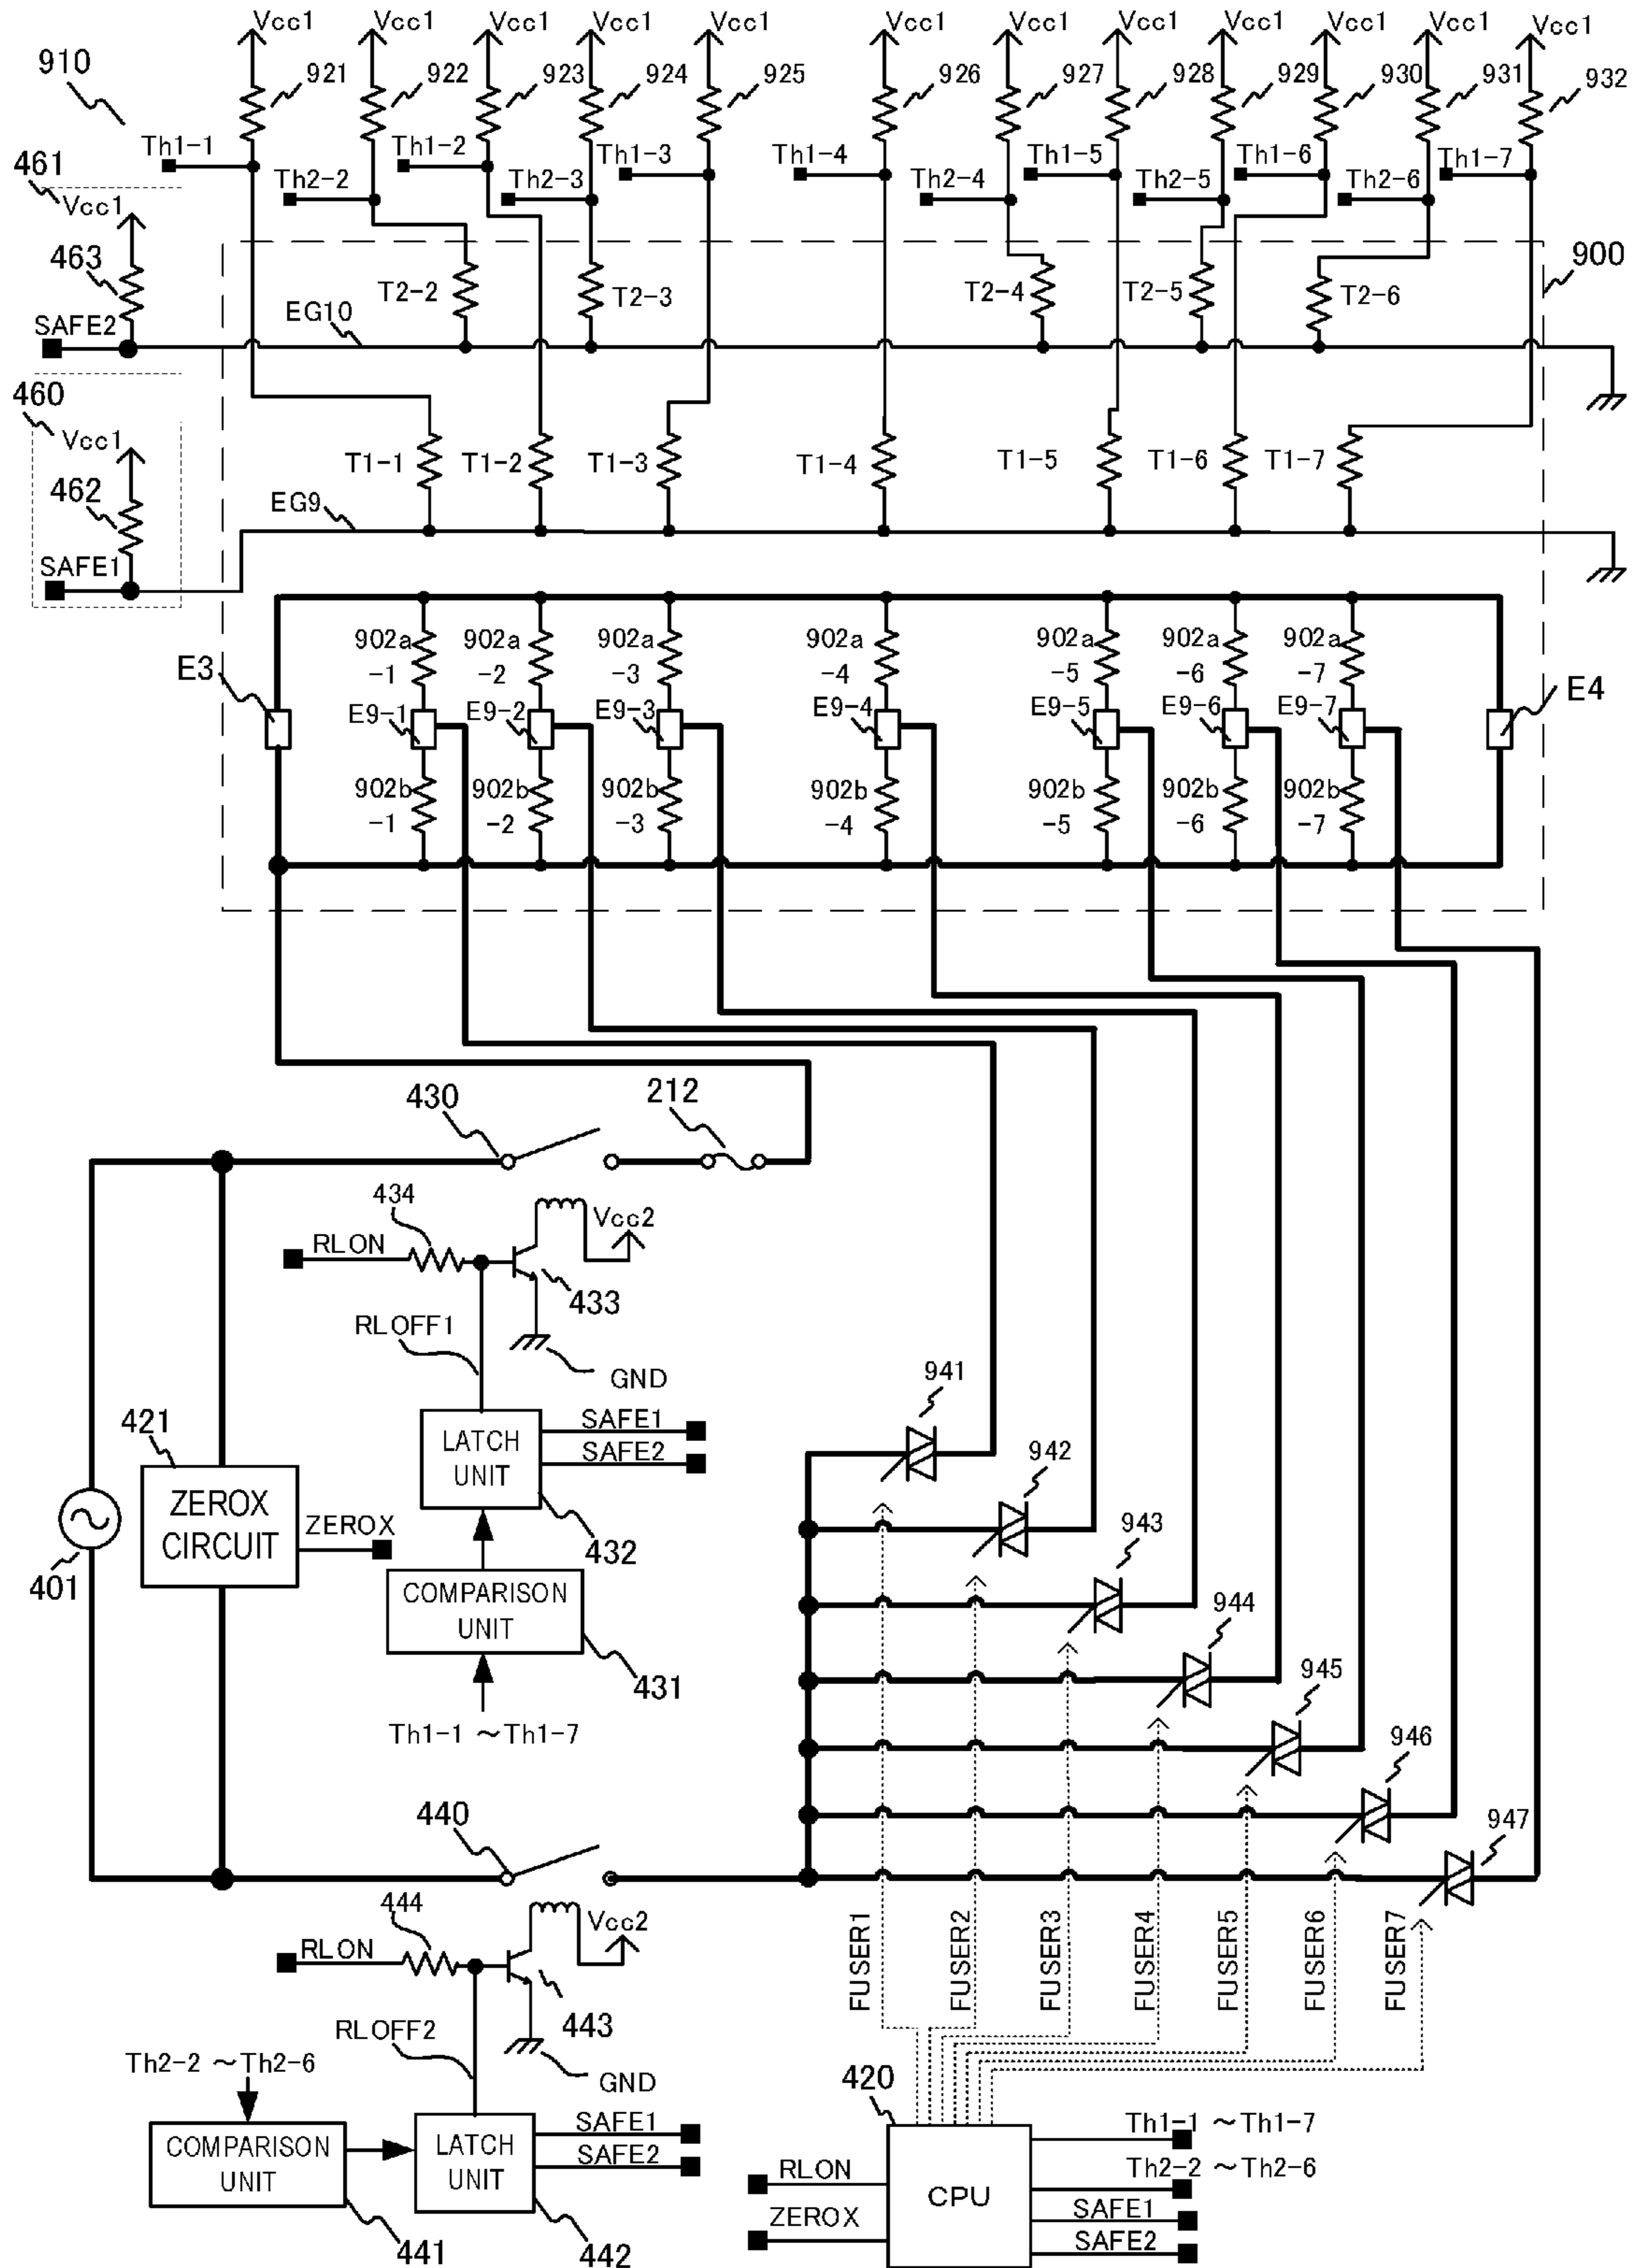 Vcc1 Vcc1 Vcc1 Vcc1 Vcc1 Vcc1 Vcc1 Vcc1 Vcc1 Vcc1 Vcc1 Vcc1
910
921 922 923 924 925 926 927 928 929 930 931 932
Th1-1 Th1-2 Th1-3 Th1-4 Th1-5 Th1-6 Th1-7
Th2-2 Th2-3 Th2-4 Th2-5 Th2-6
461
Vcc1
463
SAFE2
900
T2-2 T2-3 T2-4 T2-5 T2-6
EG10
460
Vcc1
462
SAFE1
T1-1 T1-2 T1-3 T1-4 T1-5 T1-6 T1-7
EG9
902a 902a 902a 902a 902a 902a 902a
-1 -2 -3 -4 -5 -6 -7
E3 E4
E9-1 E9-2 E9-3 E9-4 E9-5 E9-6 E9-7
902b 902b 902b 902b 902b 902b 902b
-1 -2 -3 -4 -5 -6 -7
430 212
434
Vcc2
RLON
433
RLOFF1
GND
941
421
LATCH
UNIT
SAFE1
SAFE2
942
ZEROX
CIRCUIT
ZEROX
943
432
401
COMPARISON
UNIT
944
431
945
Th1-1 ~Th1-7
946
440
947
444
Vcc2
RLON
443
FUSER1 FUSER2 FUSER3 FUSER4 FUSER5 FUSER6 FUSER7
RLOFF2
Th2-2 ~Th2-6
GND
420
COMPARISON
UNIT
LATCH
UNIT
SAFE1
SAFE2
441 442
RLON
ZEROX
CPU
Th1-1 ~Th1-7
Th2-2 ~Th2-6
SAFE1
SAFE2